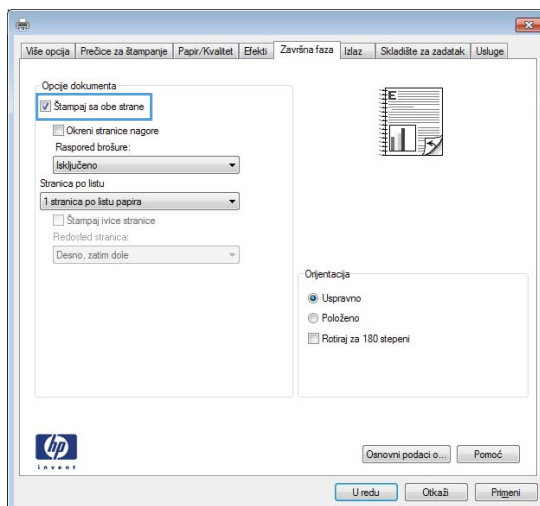 Više opcija Prečice za štampanje Papir/Kvalitet Efekti Završna faza Izlaz Skladište za zadatak Usluge
Opcije dokumenta
Štampaj sa obe strane
Okreni stranice nagore
Raspored brošure:
Isključeno
Stranica po listu
1 stranica po listu papira
Štampaj ivice stranice
Redosled stranica:
Desno, zatim dole
E
Orijentacija
Uspravno
Položeno
Rotiraj za 180 stepeni
hp
invent
Osnovni podaci o... Pomoć
U redu Otkaži Primeni